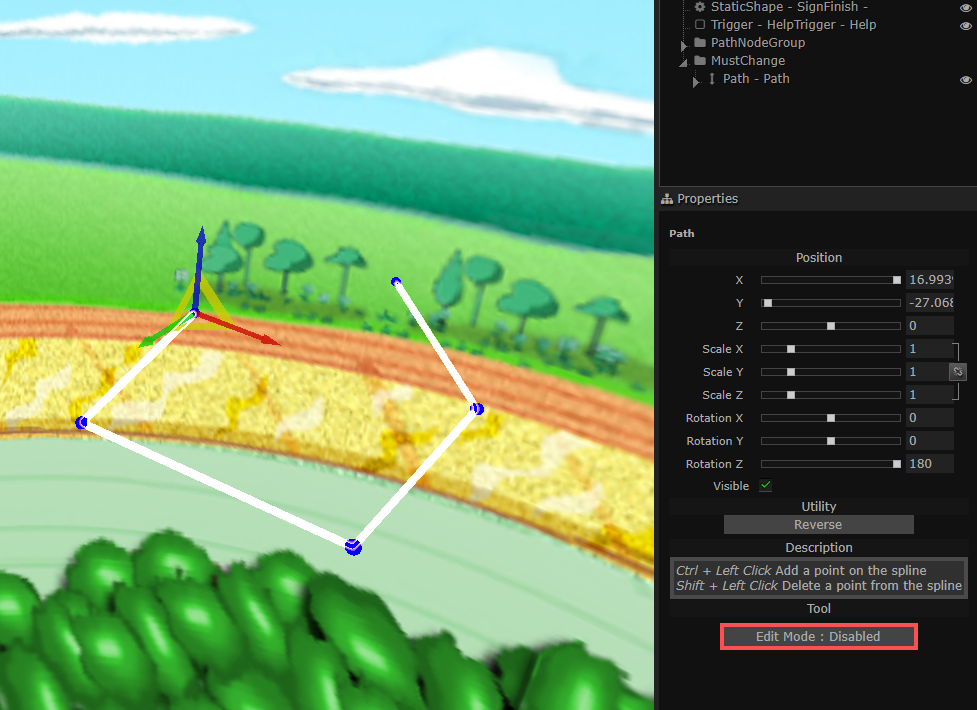 StaticShape - SignFinish -
Trigger - HelpTrigger - Help
PathNodeGroup
MustChange
Path - Path
Properties
Path
Position
X 16.993
Y -27.068
Z 0
Scale X 1
Scale Y 1
Scale Z 1
Rotation X 0
Rotation Y 0
Rotation Z 180
Visible
Utility
Reverse
Description
Ctrl + Left Click Add a point on the spline
Shift + Left Click Delete a point from the spline
Tool
Edit Mode : Disabled